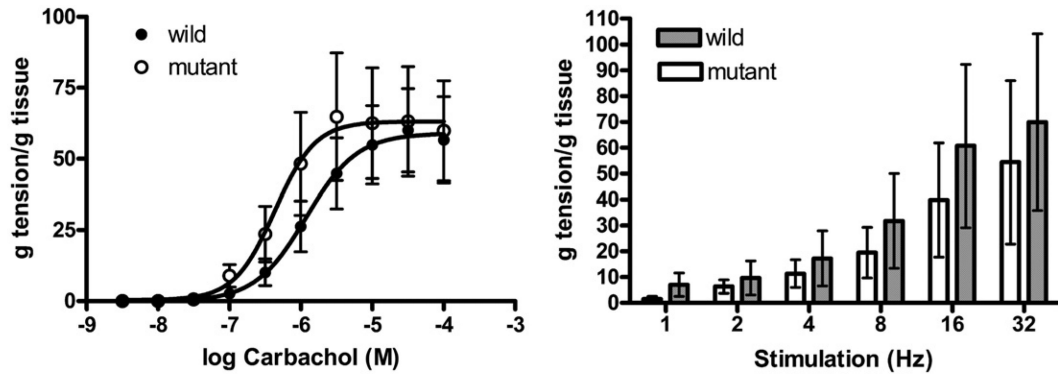 g tension/g tissue
100
75
50
25
0
wild
mutant
-9 -8 -7 -6 -5 -4 -3
log Carbachol (M)
g tension/g tissue
110
100
90
80
70
60
50
40
30
20
10
0
wild
mutant
1 2 4 8 16 32
Stimulation (Hz)